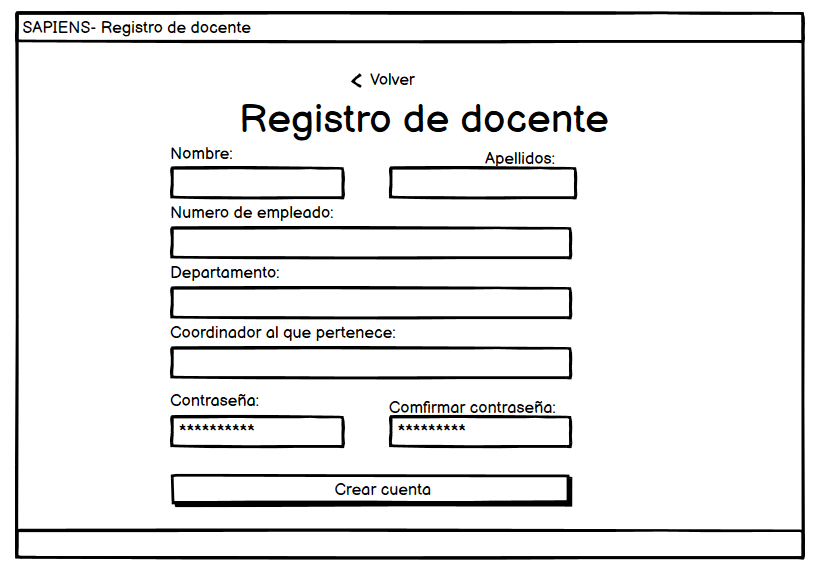 SAPIENS- Registro de docente
Volver
Registro de docente
Nombre:
Apellidos:
Numero de empleado:
Departamento:
Coordinador al que pertenece:
Contraseña:
Comfirmar contraseña:
********** *********
Crear cuenta